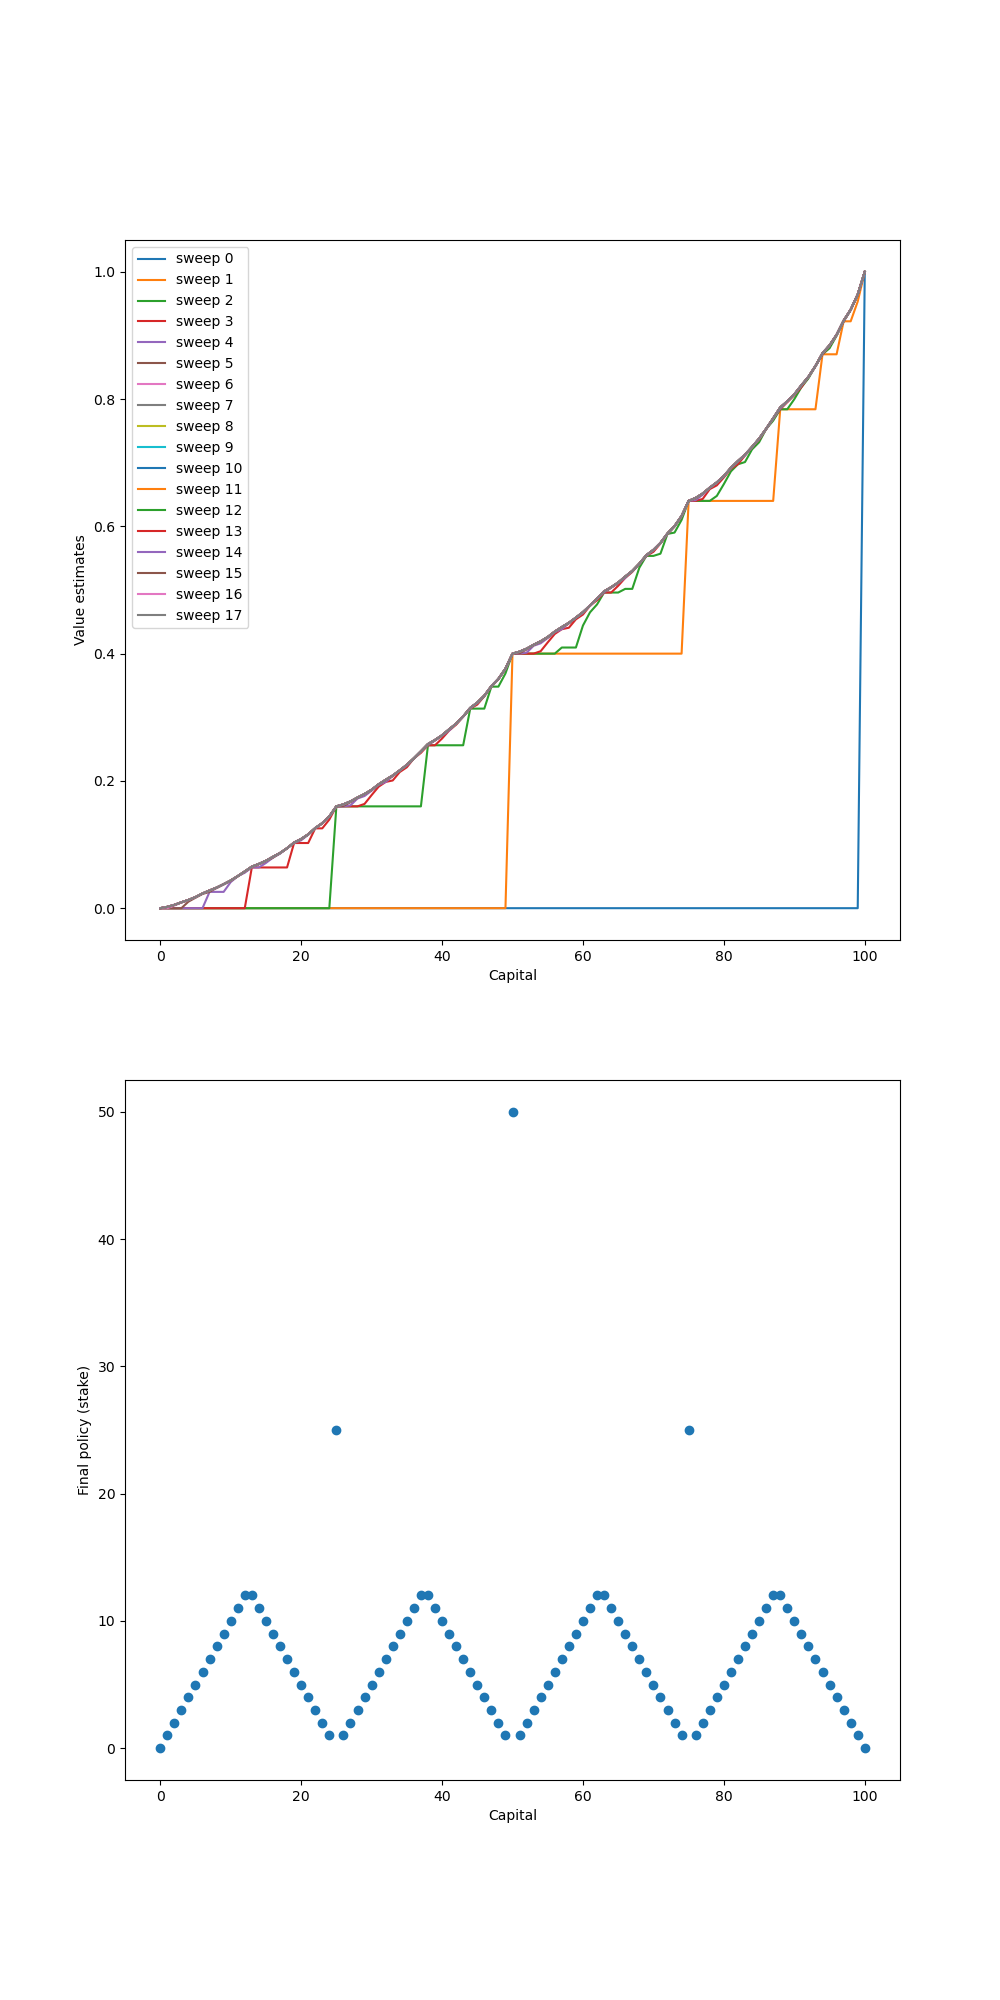 sweep 0
sweep 1
sweep 2
sweep 3
sweep 4
sweep 5
sweep 6
sweep 7
sweep 8
sweep 9
sweep 10
sweep 11
sweep 12
sweep 13
sweep 14
sweep 15
sweep 16
sweep 17
1.0
0.8
0.6
0.4
0.2
0.0
Value estimates
0 20 40 60 80 100
Capital
50
40
30
20
10
0
Final policy (stake)
0 20 40 60 80 100
Capital